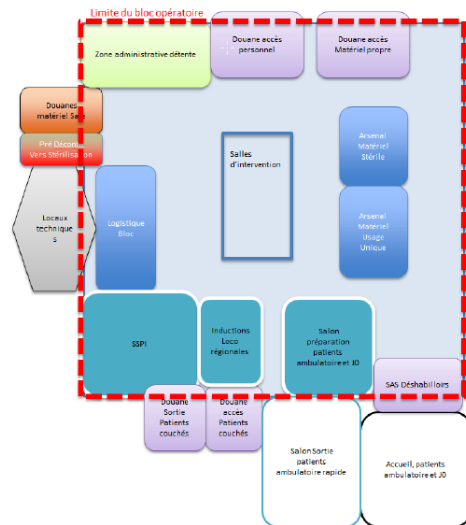 Limite du bloc opératoire
Zone administrative détente
Douane accès
personnel
Douane accès
Matériel propre
Douanes
matériel Sale
Pré Décont
Vers Stérilisation
Locaux
technique
s
Logistique
Bloc
Salles
d'intervention
Arsenal
Matériel
Stérile
Arsenal
Matériel
Usage
Unique
SSPI
Inductions
Loco
régionales
Salon
préparation
patients
ambulatoire et J0
SAS Déshabilloirs
Douane
Sortie
Patients
couchés
Douane
accès
Patients
couchés
Salon Sortie
patients
ambulatoire rapide
Accueil, patients
ambulatoire et J0